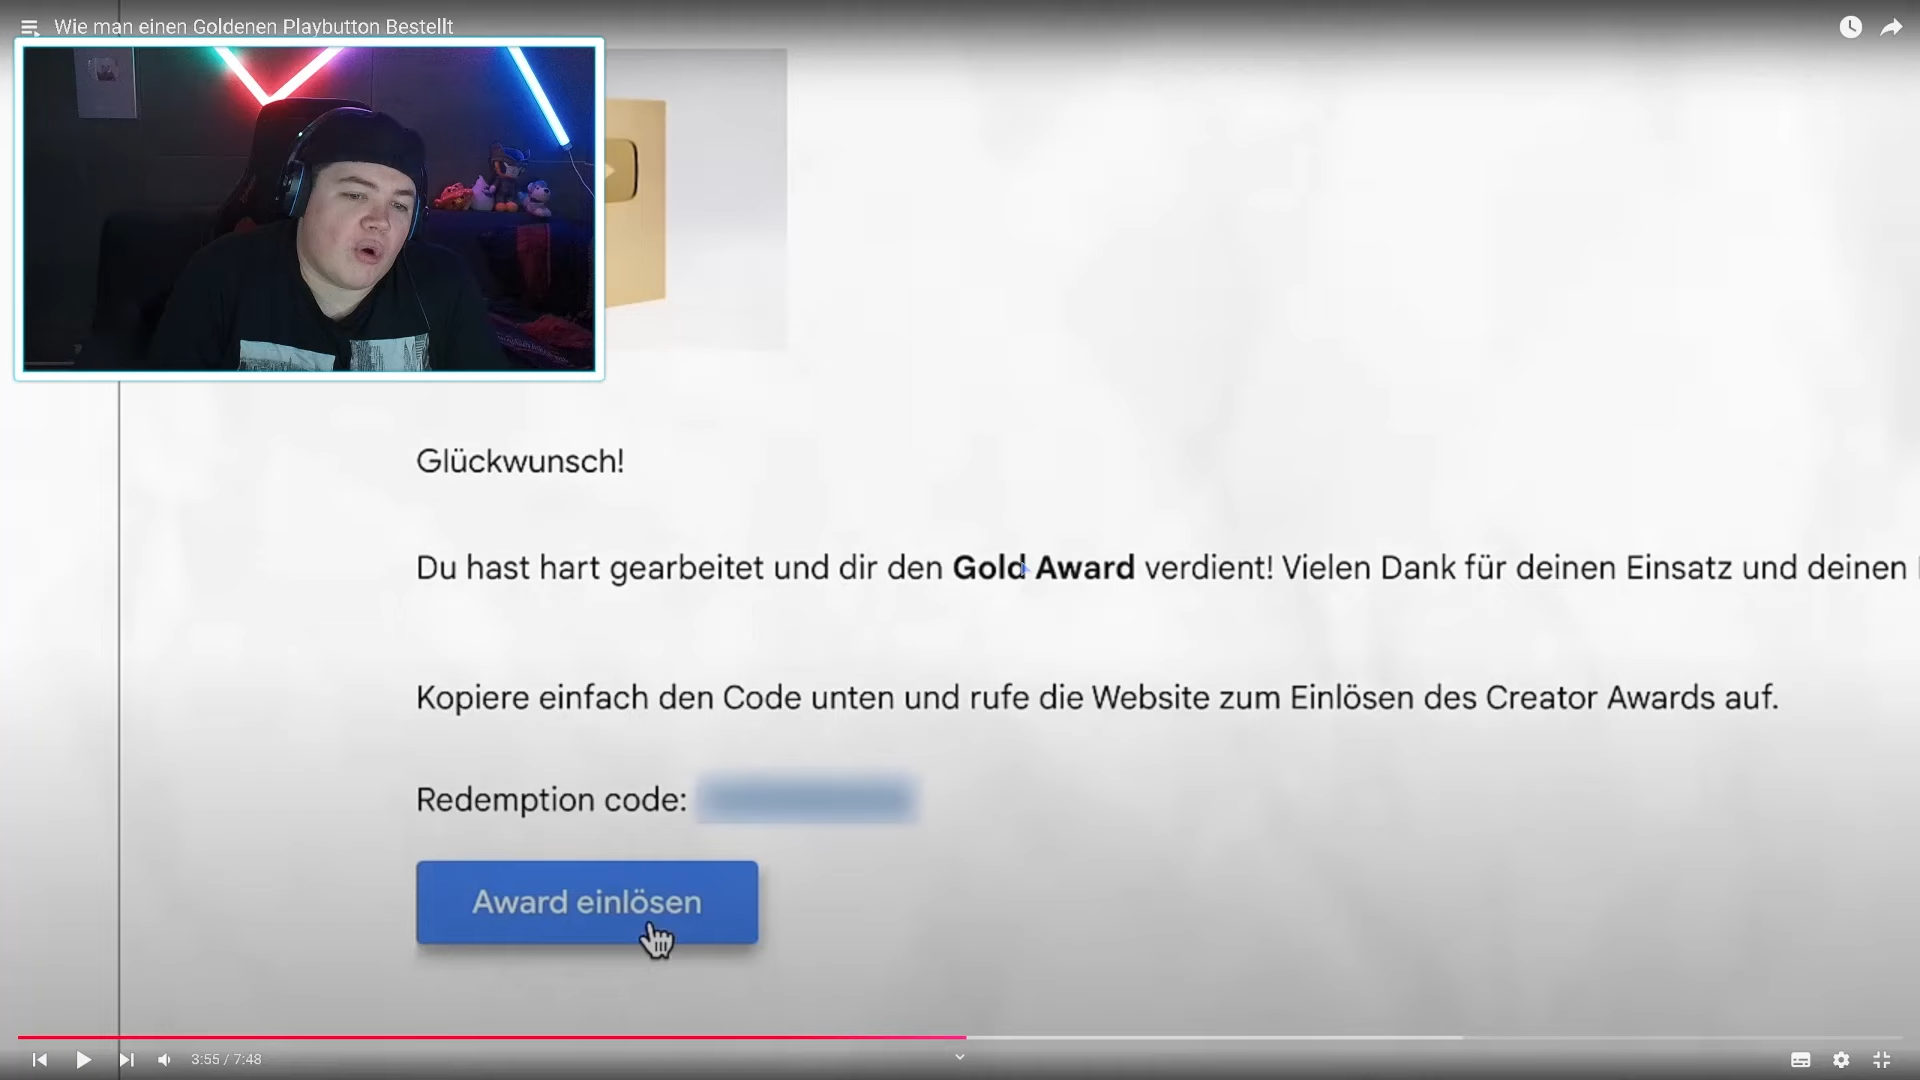 Wie man einen Goldenen Playbutton Bestellt
Glückwunsch!
Du hast hart gearbeitet und dir den Gold Award verdient! Vielen Dank für deinen Einsatz und deinen
Kopiere einfach den Code unten und rufe die Website zum Einlösen des Creator Awards auf.
Redemption code:
Award einlösen
3:55 / 7:48